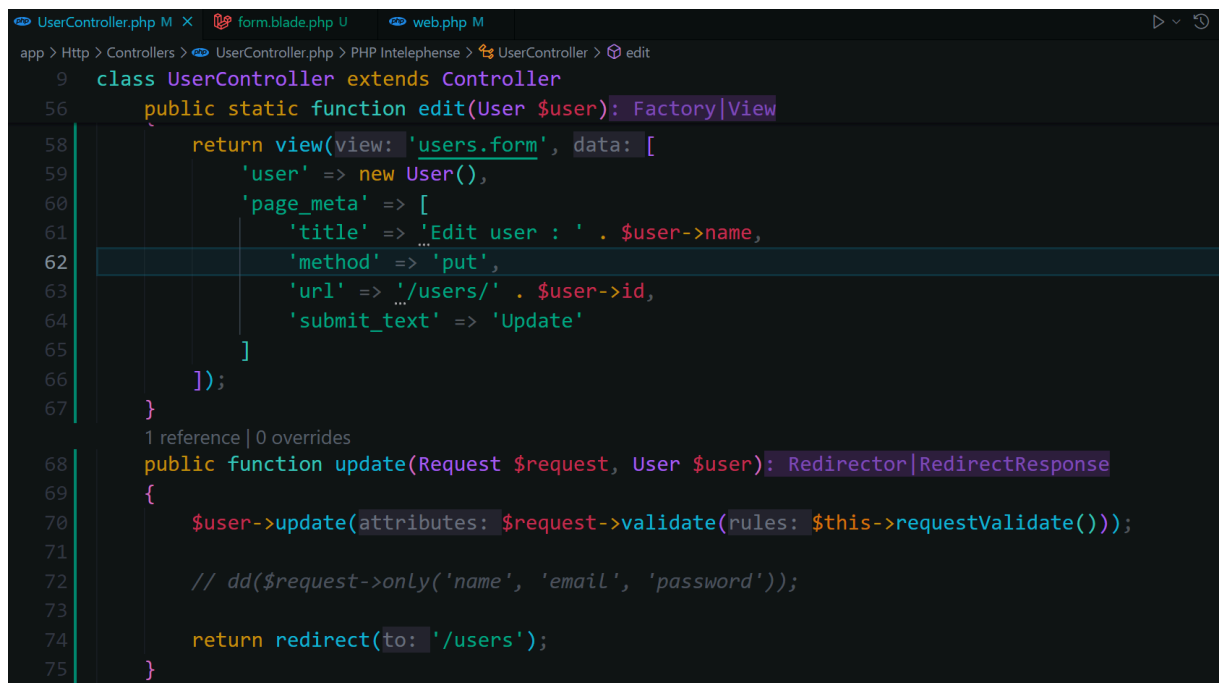 UserController.php M × form.blade.php U web.php M
app > Http > Controllers > UserController.php > PHP Intelephense > UserController > edit
9 class UserController extends Controller
56 public static function edit(User $user): Factory|View
58 return view(view: 'users.form', data: [
59 'user' => new User(),
60 'page_meta' => [
61 'title' => 'Edit user : ' . $user->name,
62 'method' => 'put',
63 'url' => '/users/' . $user->id,
64 'submit_text' => 'Update'
65 ]
66 ]);
67 }
1 reference | 0 overrides
68 public function update(Request $request, User $user): Redirector|RedirectResponse
69 {
70 $user->update(attributes: $request->validate(rules: $this->requestValidate()));
71
72 // dd($request->only('name', 'email', 'password'));
73
74 return redirect(to: '/users');
75 }